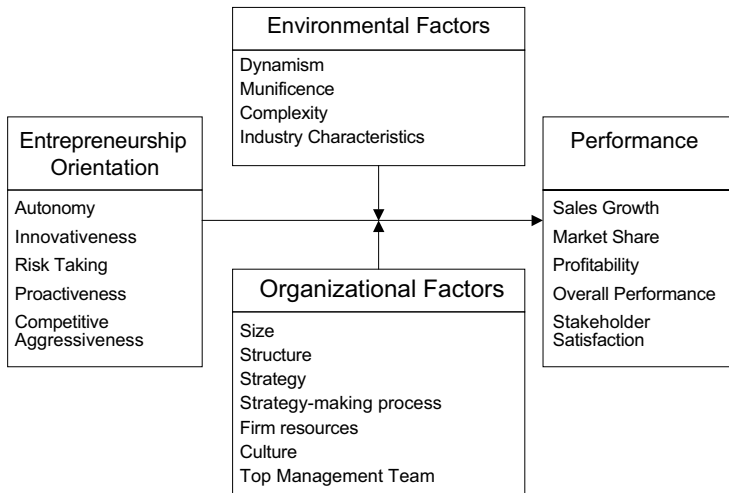 Environmental Factors
Dynamism
Munificence
Complexity
Industry Characteristics
Entrepreneurship
Orientation
Autonomy
Innovativeness
Risk Taking
Proactiveness
Competitive
Aggressiveness
Performance
Sales Growth
Market Share
Profitability
Overall Performance
Stakeholder
Satisfaction
Organizational Factors
Size
Structure
Strategy
Strategy-making process
Firm resources
Culture
Top Management Team